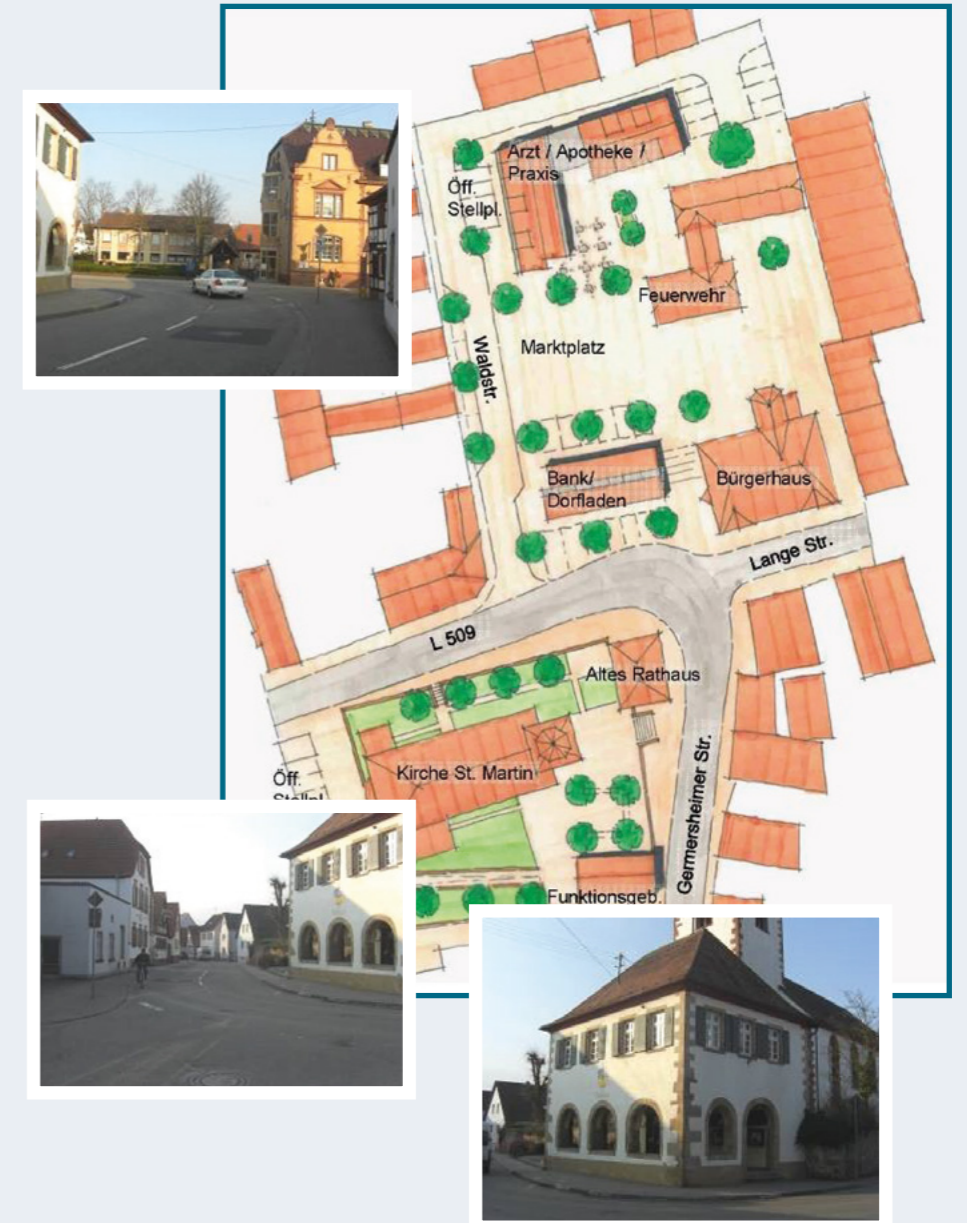 Arzt / Apotheke /
Praxis
Öff.
Stellpl.
Feuerwehr
Marktplatz
Waldstr.
Bank/
Dorfladen
Bürgerhaus
Lange Str.
L 509
Altes Rathaus
Kirche St. Martin
Öff.
Germersheimer Str.
Funktionsgeb.